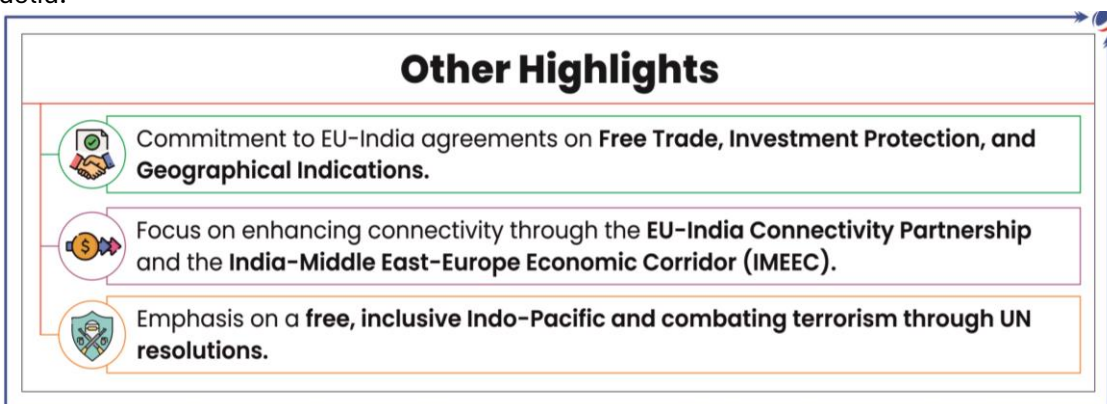 Other Highlights
Commitment to EU-India agreements on Free Trade, Investment Protection, and
Geographical Indications.
Focus on enhancing connectivity through the EU-India Connectivity Partnership
and the India-Middle East-Europe Economic Corridor (IMEEC).
Emphasis on a free, inclusive Indo-Pacific and combating terrorism through UN
resolutions.